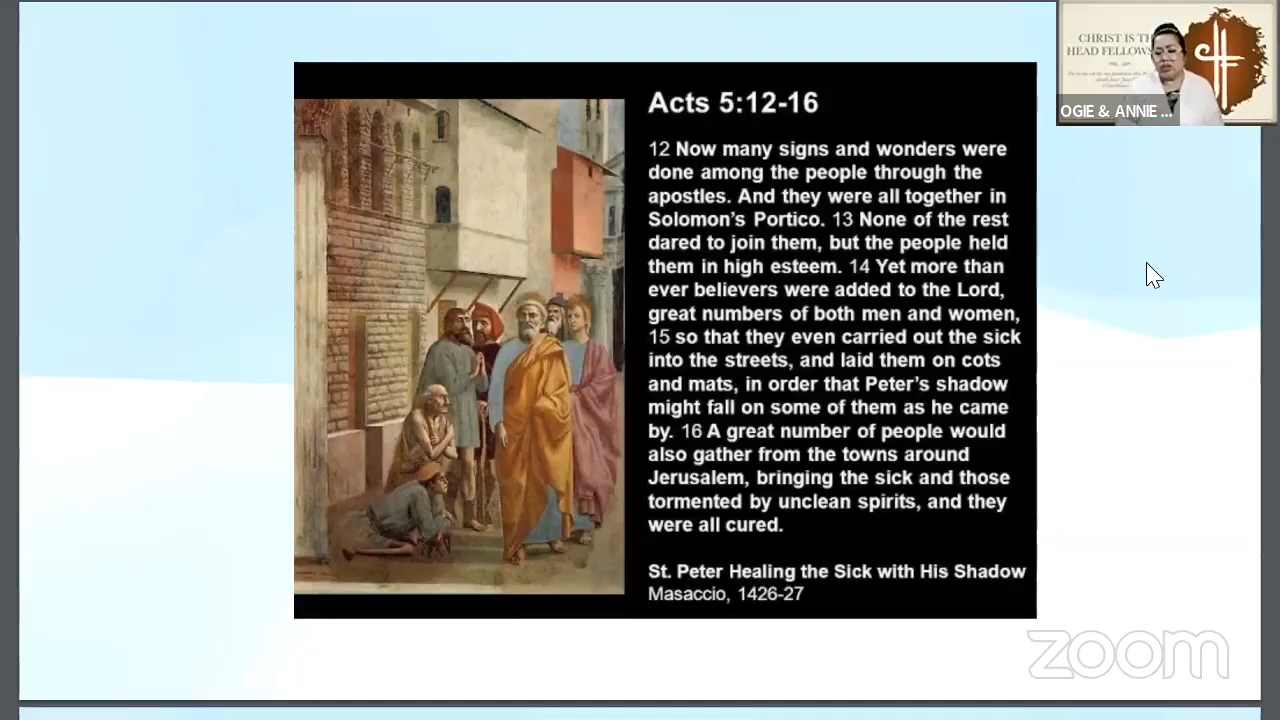 Acts 5:12-16
12 Now many signs and wonders were
done among the people through the
apostles. And they were all together in
Solomon's Portico. 13 None of the rest
dared to join them, but the people held
them in high esteem. 14 Yet more than
ever believers were added to the Lord,
great numbers of both men and women,
15 so that they even carried out the sick
into the streets, and laid them on cots
and mats, in order that Peter's shadow
might fall on some of them as he came
by. 16 A great number of people would
also gather from the towns around
Jerusalem, bringing the sick and those
tormented by unclean spirits, and they
were all cured.
St. Peter Healing the Sick with His Shadow
Masaccio, 1426-27
CHRIST IS TH
HEAD FELLOWS
OGIE & ANNIE ...
zoom